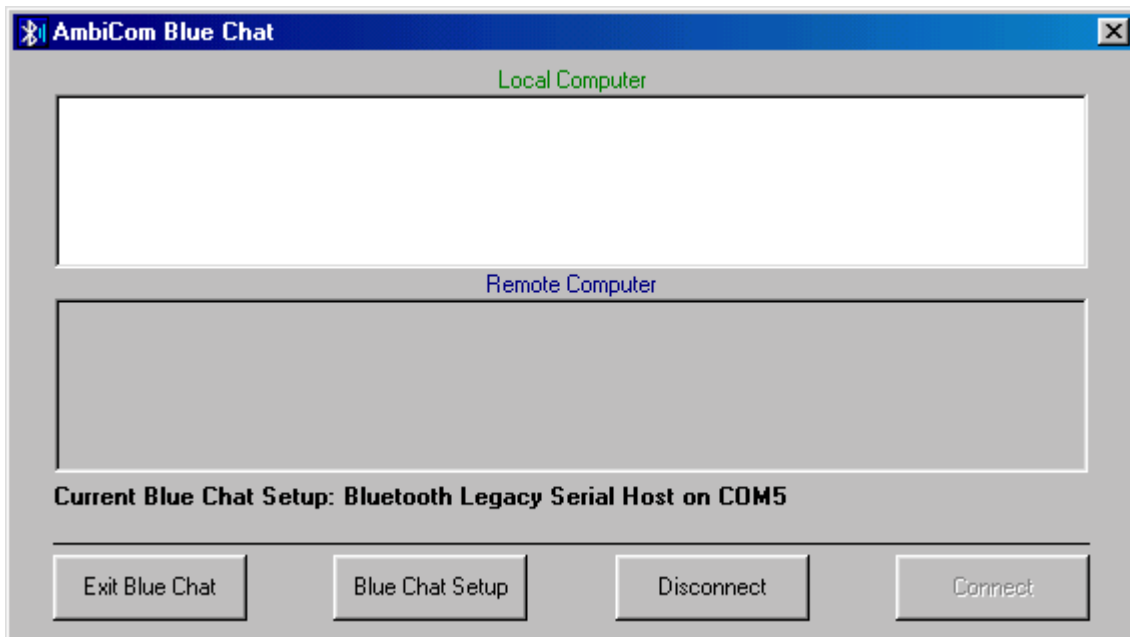 AmbiCom Blue Chat
Local Computer
Remote Computer
Current Blue Chat Setup: Bluetooth Legacy Serial Host on COM5
Exit Blue Chat
Blue Chat Setup
Disconnect
Connect